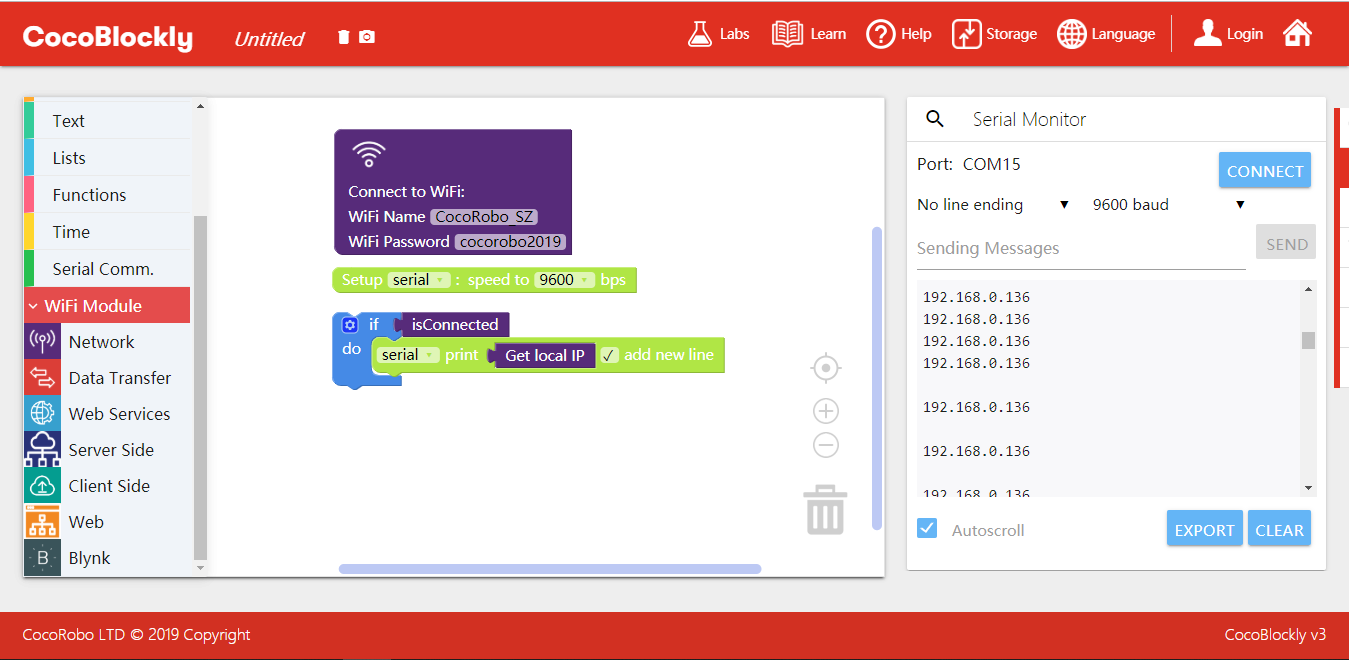 CocoBlockly
Untitled
Labs
Learn
Help
Storage
Language
Login
Text
Lists
Functions
Time
Serial Comm.
WiFi Module
Network
Data Transfer
Web Services
Server Side
Client Side
Web
B Blynk
Connect to WiFi:
WiFi Name CocoRobo_SZ
WiFi Password cocorobo2019
Setup serial : speed to 9600 bps
if isConnected
do serial print Get local IP ✓ add new line
Serial Monitor
Port: COM15
CONNECT
No line ending
9600 baud
Sending Messages
SEND
192.168.0.136
192.168.0.136
192.168.0.136
192.168.0.136
192.168.0.136
192.168.0.136
192.168.0.136
Autoscroll
EXPORT
CLEAR
CocoRobo LTD © 2019 Copyright
CocoBlockly v3